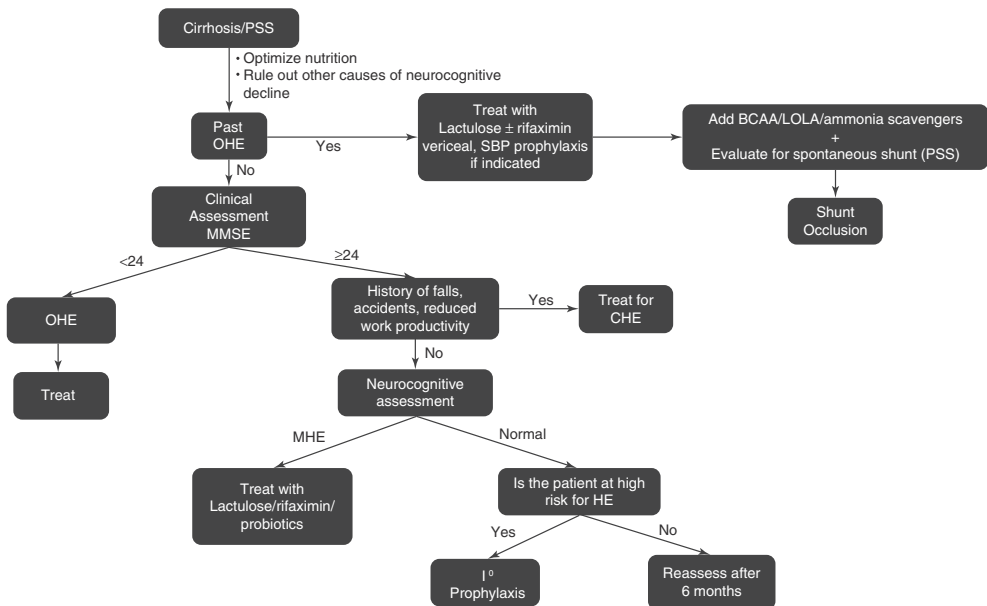 Cirrhosis/PSS
• Optimize nutrition
• Rule out other causes of neurocognitive
decline
Past
OHE
Yes
Treat with
Lactulose ± rifaximin
vericeal, SBP prophylaxis
if indicated
Add BCAA/LOLA/ammonia scavengers
+
Evaluate for spontaneous shunt (PSS)
Shunt
Occlusion
No
Clinical
Assessment
MMSE
<24
≥24
OHE
Treat
History of falls,
accidents, reduced
work productivity
Yes
Treat for
CHE
No
Neurocognitive
assessment
MHE
Normal
Treat with
Lactulose/rifaximin/
probiotics
Is the patient at high
risk for HE
Yes
No
I⁰
Prophylaxis
Reassess after
6 months